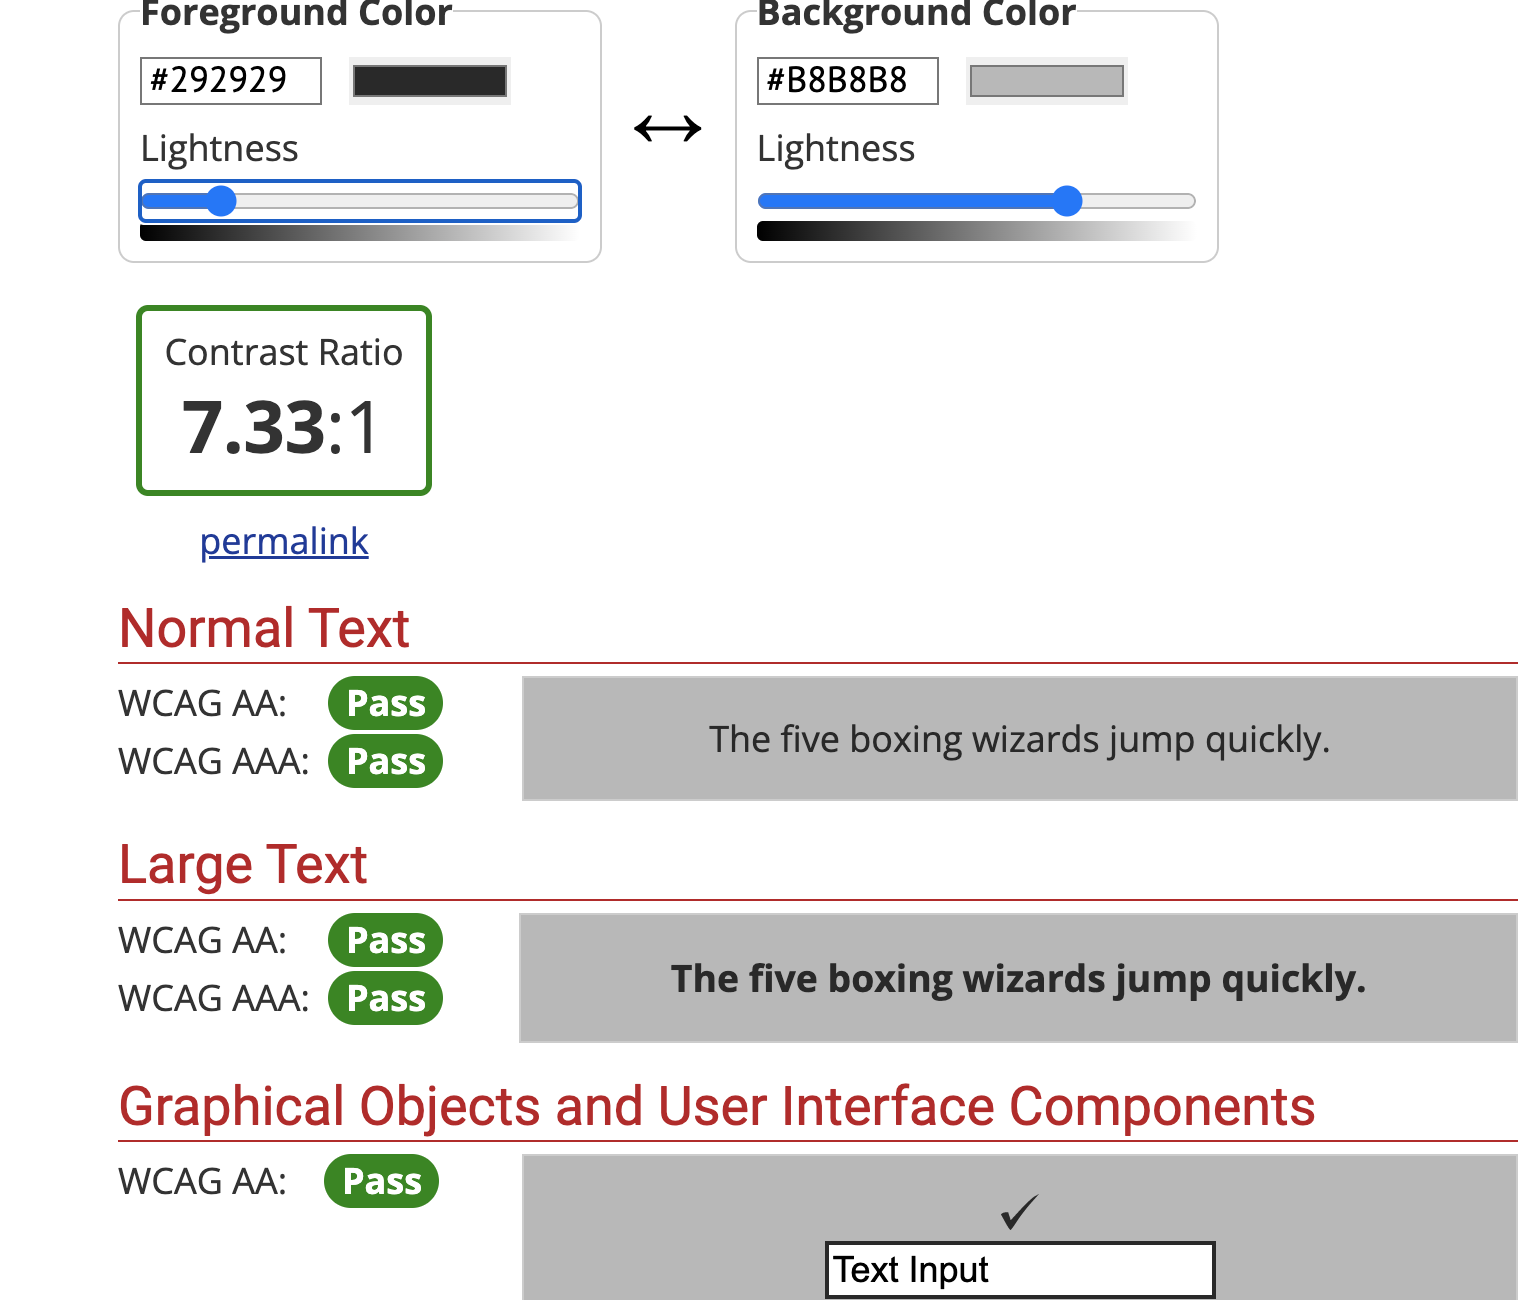 Foreground Color
#292929
Lightness
Background Color
#B8B8B8
Lightness
Contrast Ratio
7.33:1
permalink
Normal Text
WCAG AA: Pass
WCAG AAA: Pass
The five boxing wizards jump quickly.
Large Text
WCAG AA: Pass
WCAG AAA: Pass
The five boxing wizards jump quickly.
Graphical Objects and User Interface Components
WCAG AA: Pass
Text Input